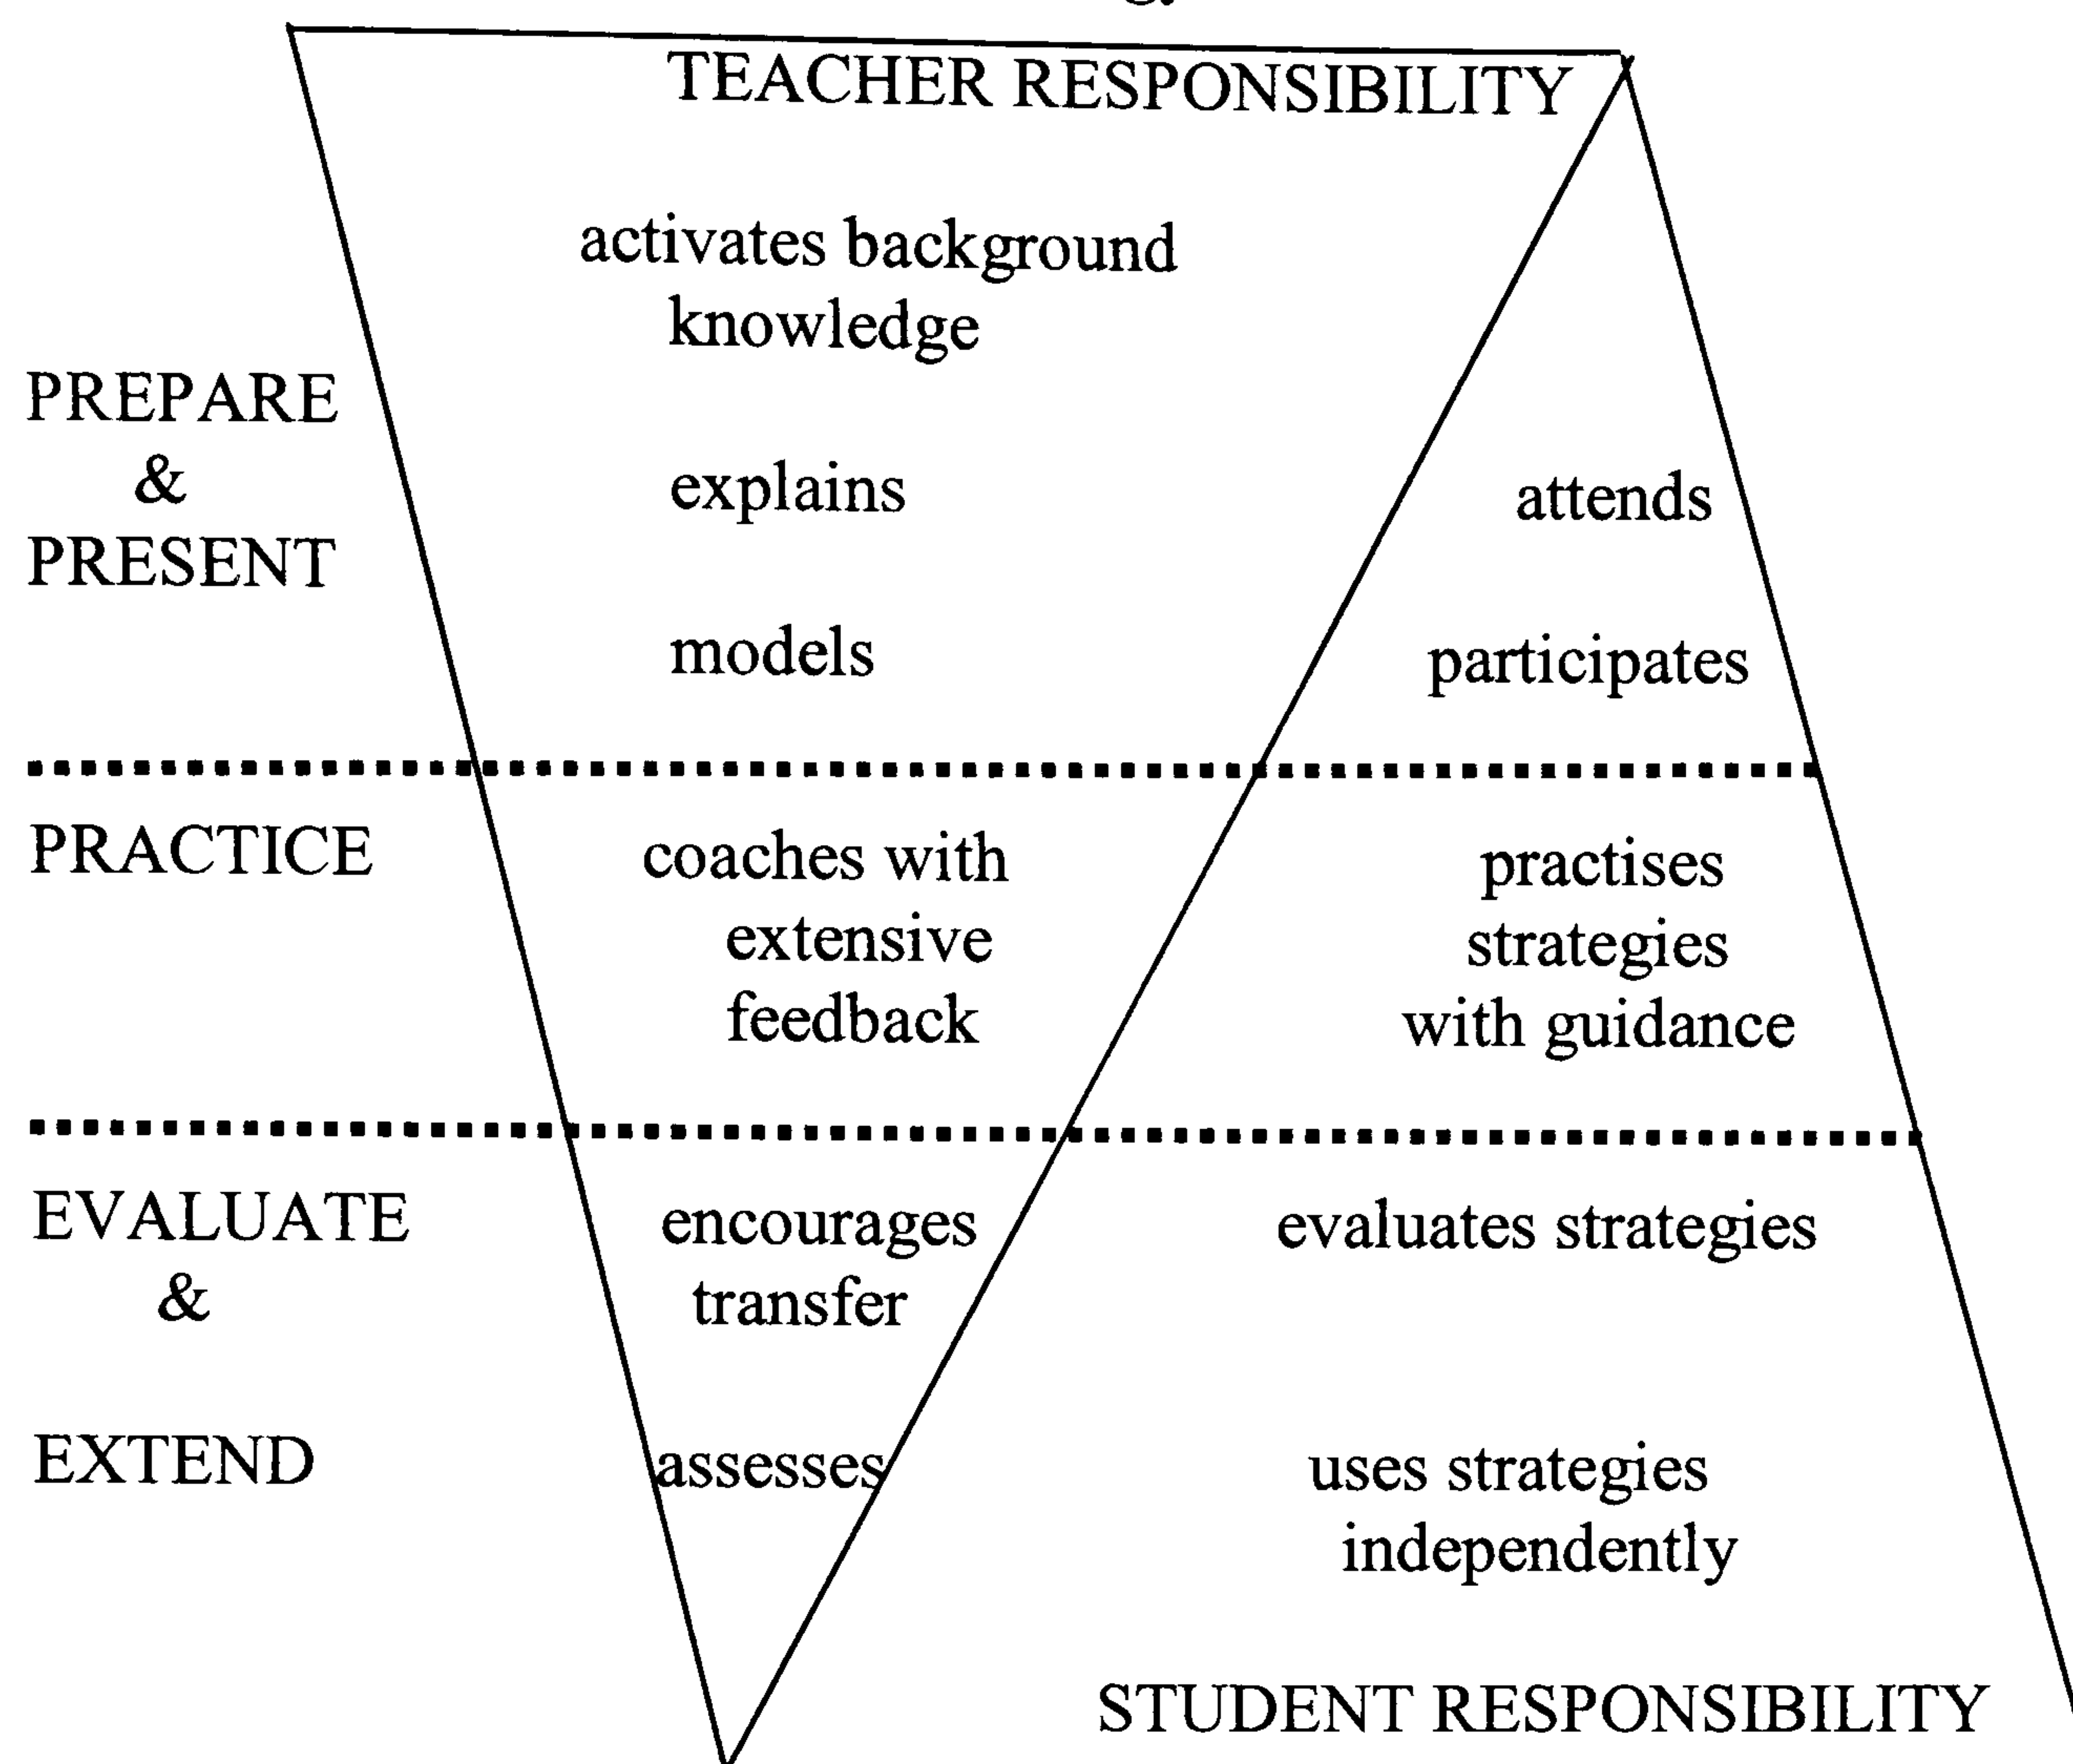 TEACHER RESPONSIBILITY
activates background
knowledge
PREPARE
&
PRESENT
explains
attends
models
participates
PRACTICE
coaches with
extensive
feedback
practises
strategies
with guidance
EVALUATE
&
EXTEND
encourages
transfer
evaluates strategies
assesses
uses strategies
independently
STUDENT RESPONSIBILITY